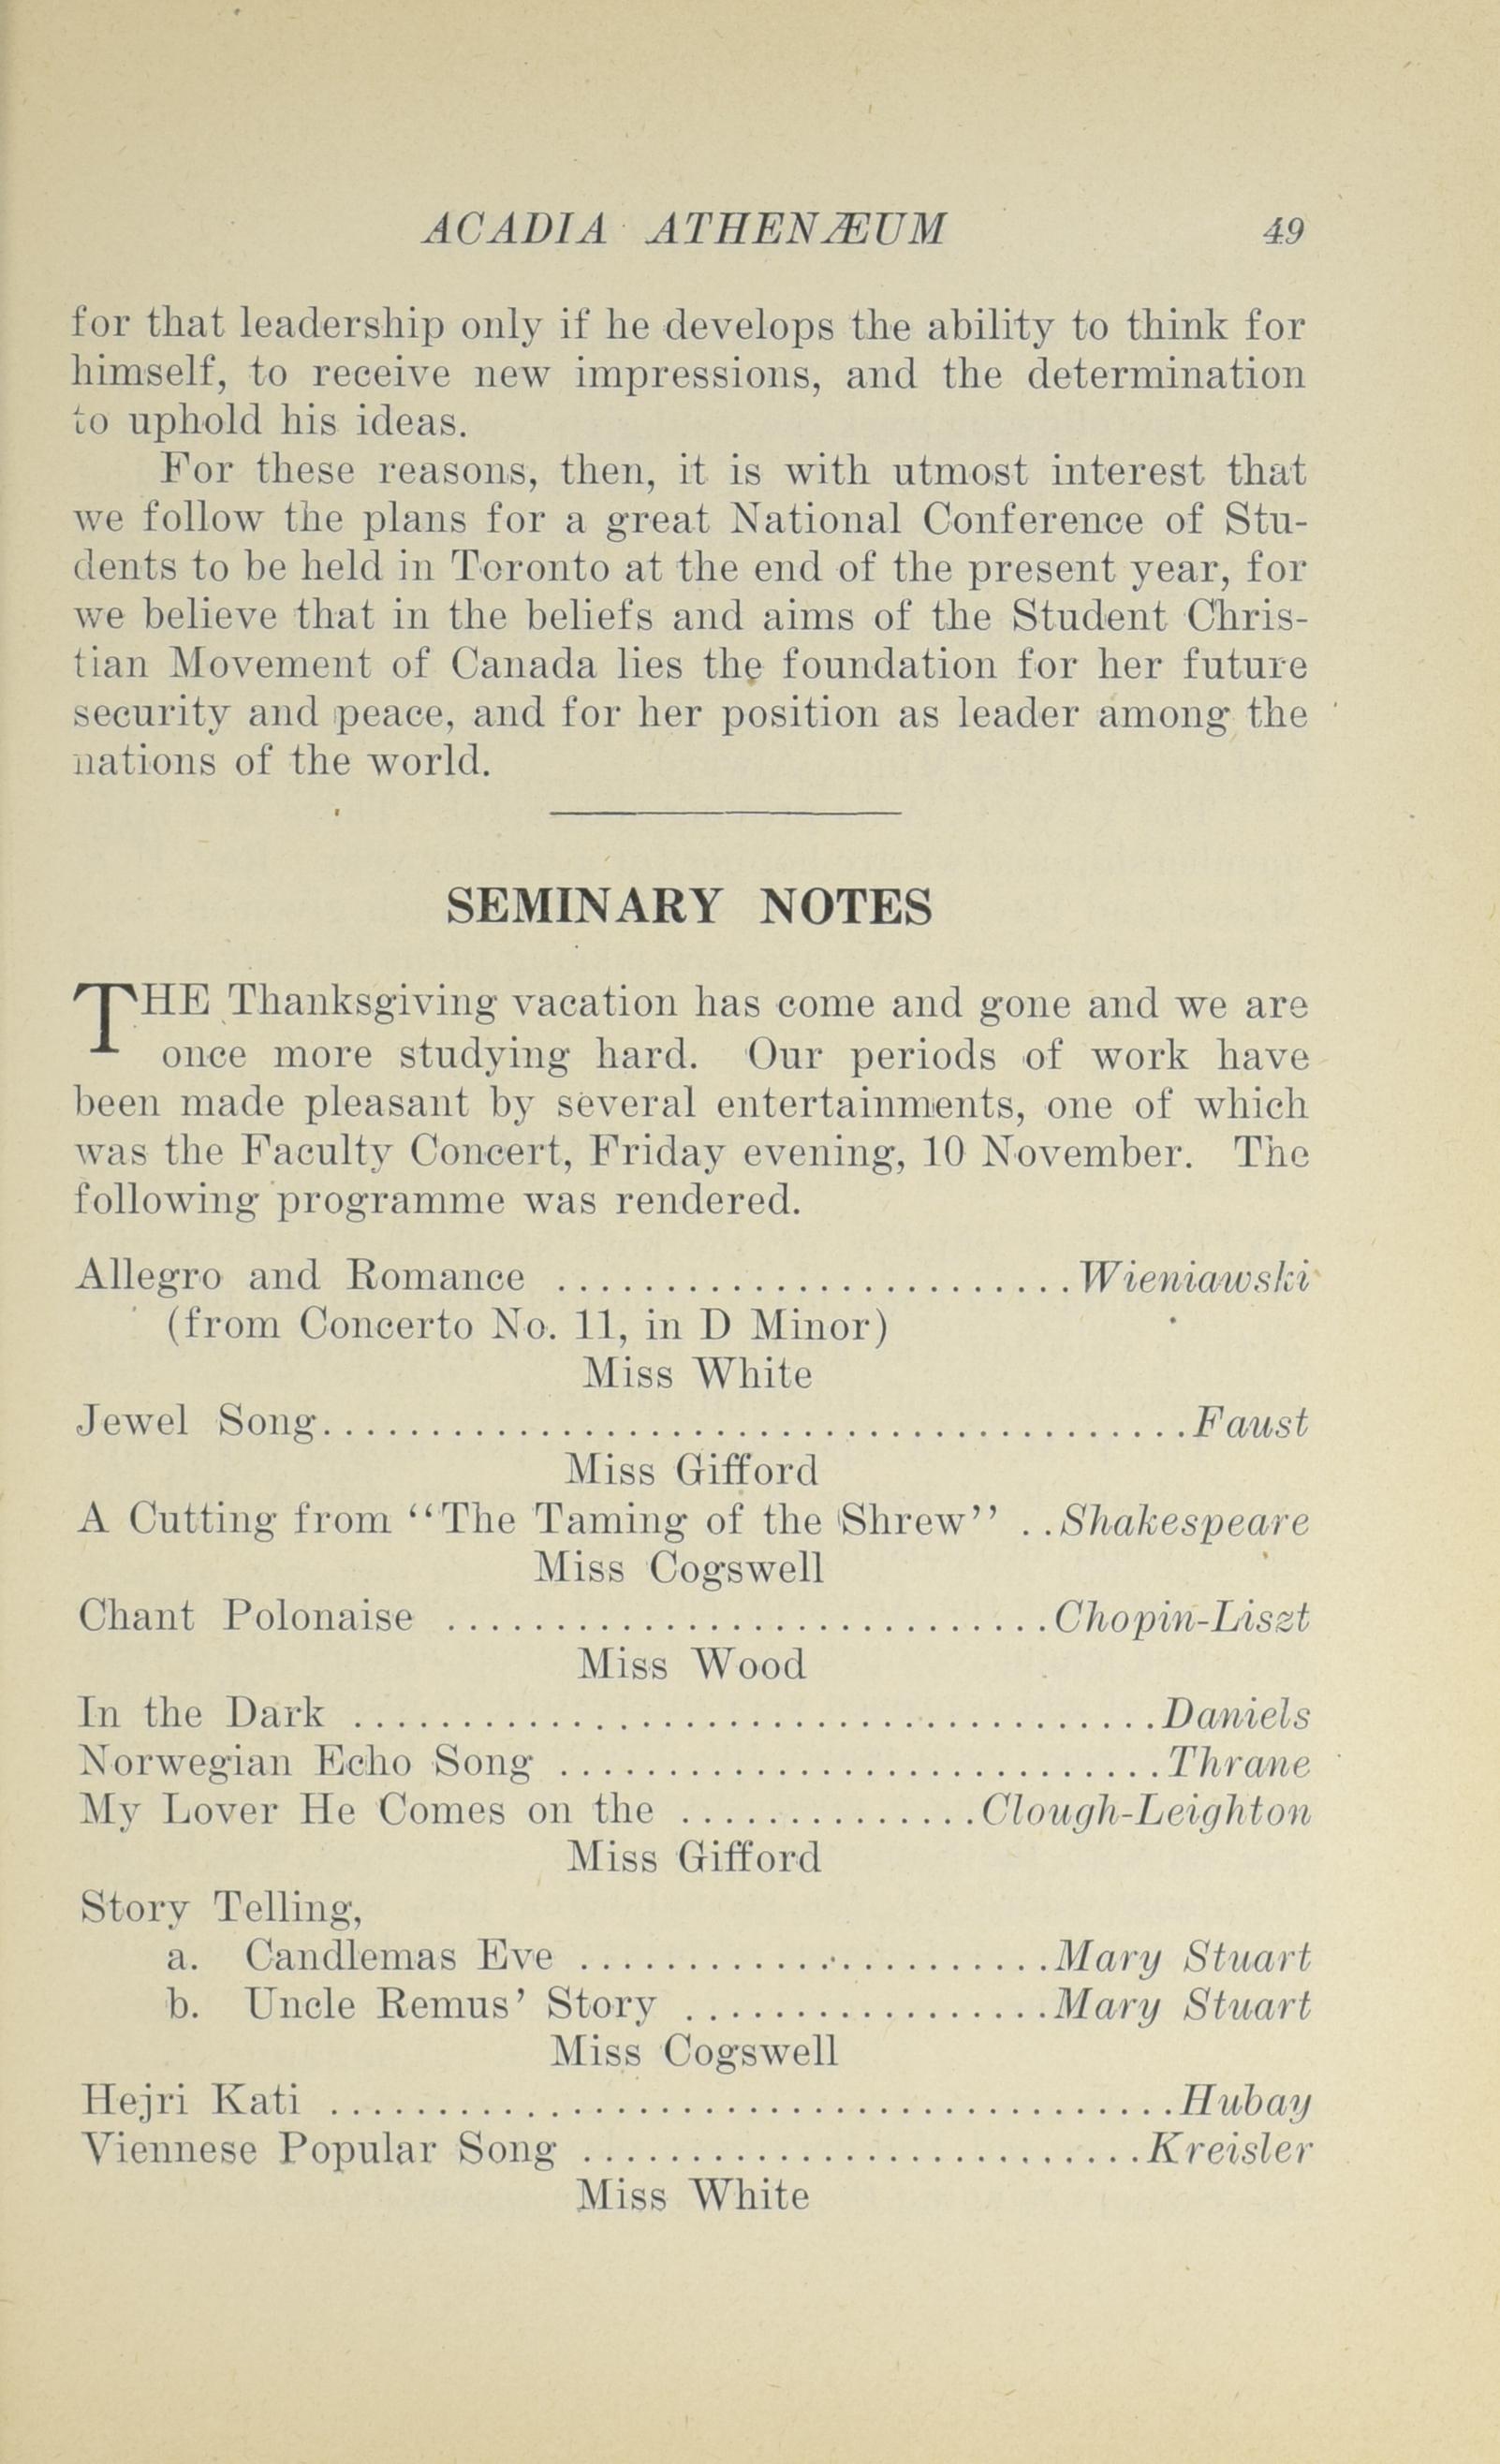 ACADIA ATHENÆUM 49
for that leadership only if he develops the ability to think for
himself, to receive new impressions, and the determination
to uphold his ideas.
For these reasons, then, it is with utmost interest that
we follow the plans for a great National Conference of Stu-
dents to be held in Toronto at the end of the present year, for
we believe that in the beliefs and aims of the Student Chris-
tian Movement of Canada lies the foundation for her future
security and peace, and for her position as leader among the
nations of the world.
SEMINARY NOTES
THE Thanksgiving vacation has come and gone and we are
once more studying hard. Our periods of work have
been made pleasant by several entertainments, one of which
was the Faculty Concert, Friday evening, 10 November. The
following programme was rendered.
Allegro and Romance ........................Wieniawski
(from Concerto No. 11, in D Minor)
Miss White
Jewel Song........................................Faust
Miss Gifford
A Cutting from "The Taming of the Shrew" ..Shakespeare
Miss Cogswell
Chant Polonaise ............................Chopin-Liszt
Miss Wood
In the Dark .....................................Daniels
Norwegian Echo Song ............................Thrane
My Lover He Comes on the ..............Clough-Leighton
Miss Gifford
Story Telling,
a. Candlemas Eve ......................Mary Stuart
b. Uncle Remus' Story .................Mary Stuart
Miss Cogswell
Hejri Kati .......................................Hubay
Viennese Popular Song ..........................Kreisler
Miss White